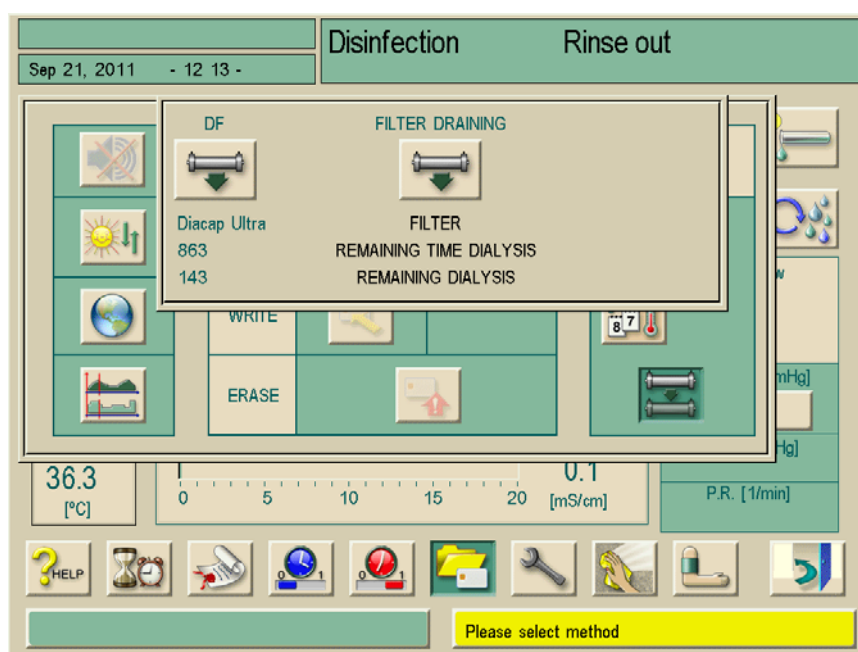 Disinfection Rinse out
Sep 21, 2011 - 12 13 -
DF FILTER DRAINING
Diacap Ultra FILTER
863 REMAINING TIME DIALYSIS
143 REMAINING DIALYSIS
WRITE
8 7
ERASE
mHg]
Hg]
36.3
[°C]
0 5 10 15 20
0.1
[mS/cm]
P.R. [1/min]
HELP
0 1
0 1
Please select method